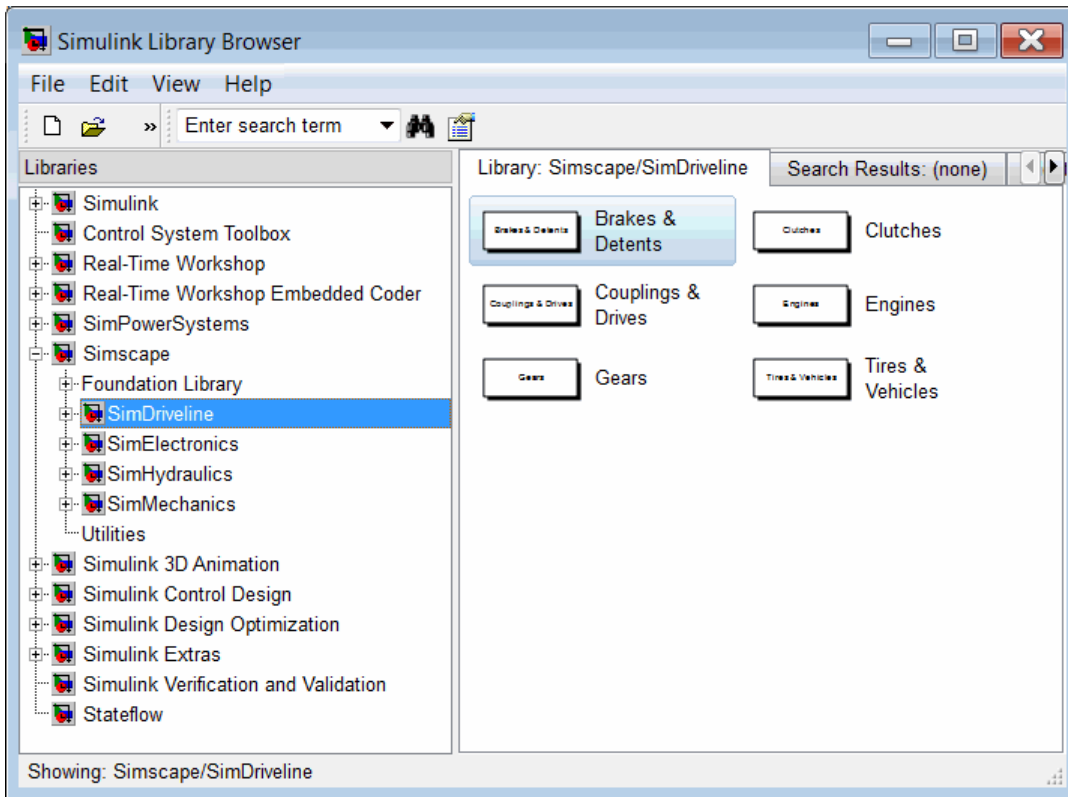 Simulink Library Browser
File Edit View Help
» Enter search term
Libraries
Simulink
Control System Toolbox
Real-Time Workshop
Real-Time Workshop Embedded Coder
SimPowerSystems
Simscape
Foundation Library
SimDriveline
SimElectronics
SimHydraulics
SimMechanics
Utilities
Simulink 3D Animation
Simulink Control Design
Simulink Design Optimization
Simulink Extras
Simulink Verification and Validation
Stateflow
Library: Simscape/SimDriveline Search Results: (none)
Brakes & Detents
Brakes &
Detents
Clutches
Clutches
Couplings & Drives
Couplings &
Drives
Engines
Engines
Gears
Gears
Tires & Vehicles
Tires &
Vehicles
Showing: Simscape/SimDriveline